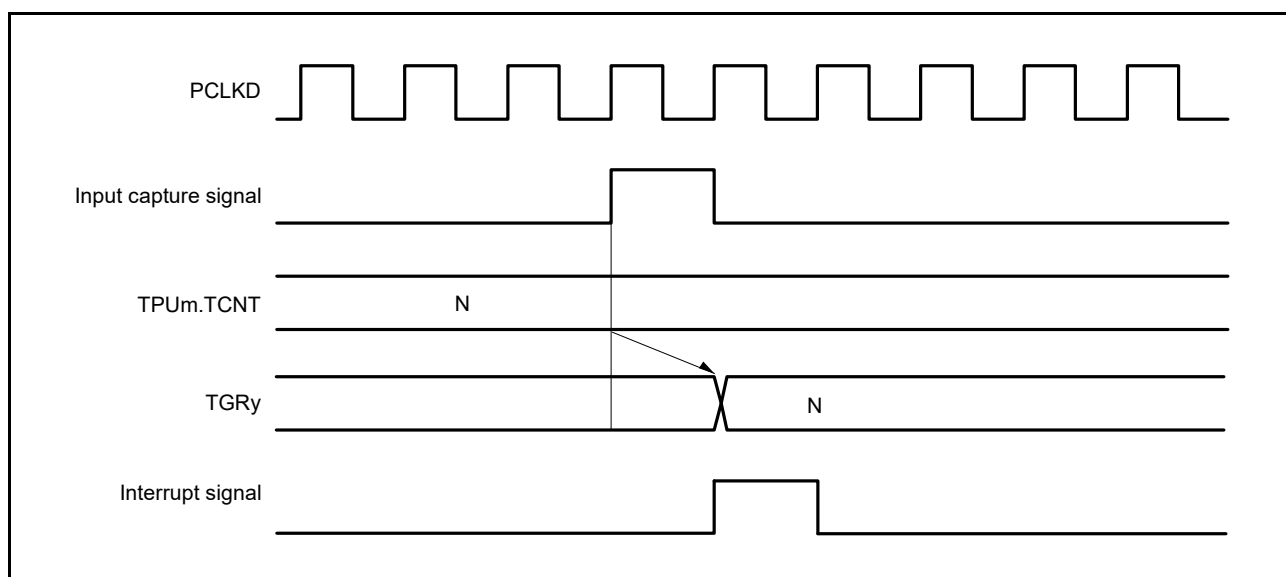 PCLKD
Input capture signal
TPUm.TCNT
N
TGRy
N
Interrupt signal